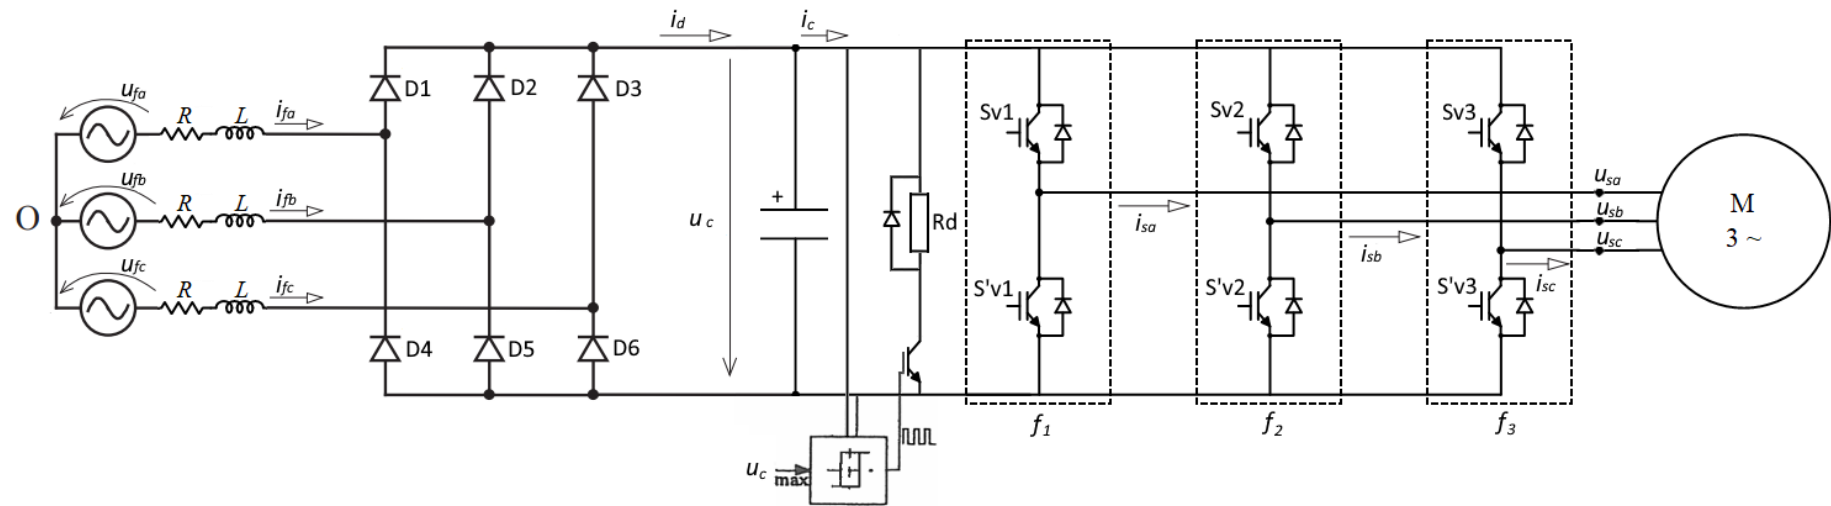 i_d
i_c
u_fa
R
L
i_fa
D1
D2
D3
Sv1
Sv2
Sv3
u_fb
R
L
i_fb
O
u_c
+
Rd
i_sa
i_sb
i_sc
u_sa
u_sb
u_sc
M
3 ~
u_fc
R
L
i_fc
D4
D5
D6
S'v1
S'v2
S'v3
f_1
f_2
f_3
u_c
max